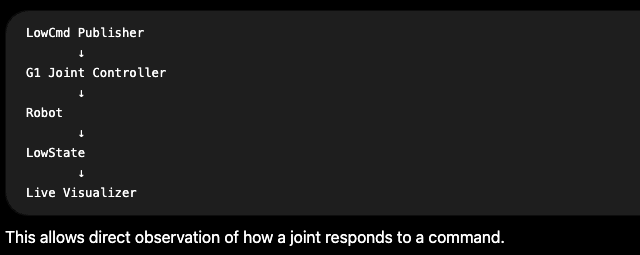 LowCmd Publisher
↓
G1 Joint Controller
↓
Robot
↓
LowState
↓
Live Visualizer
This allows direct observation of how a joint responds to a command.